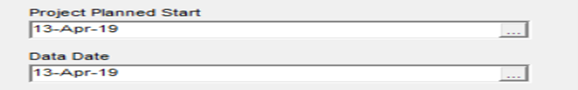 Project Planned Start
13-Apr-19
...
Data Date
13-Apr-19
...